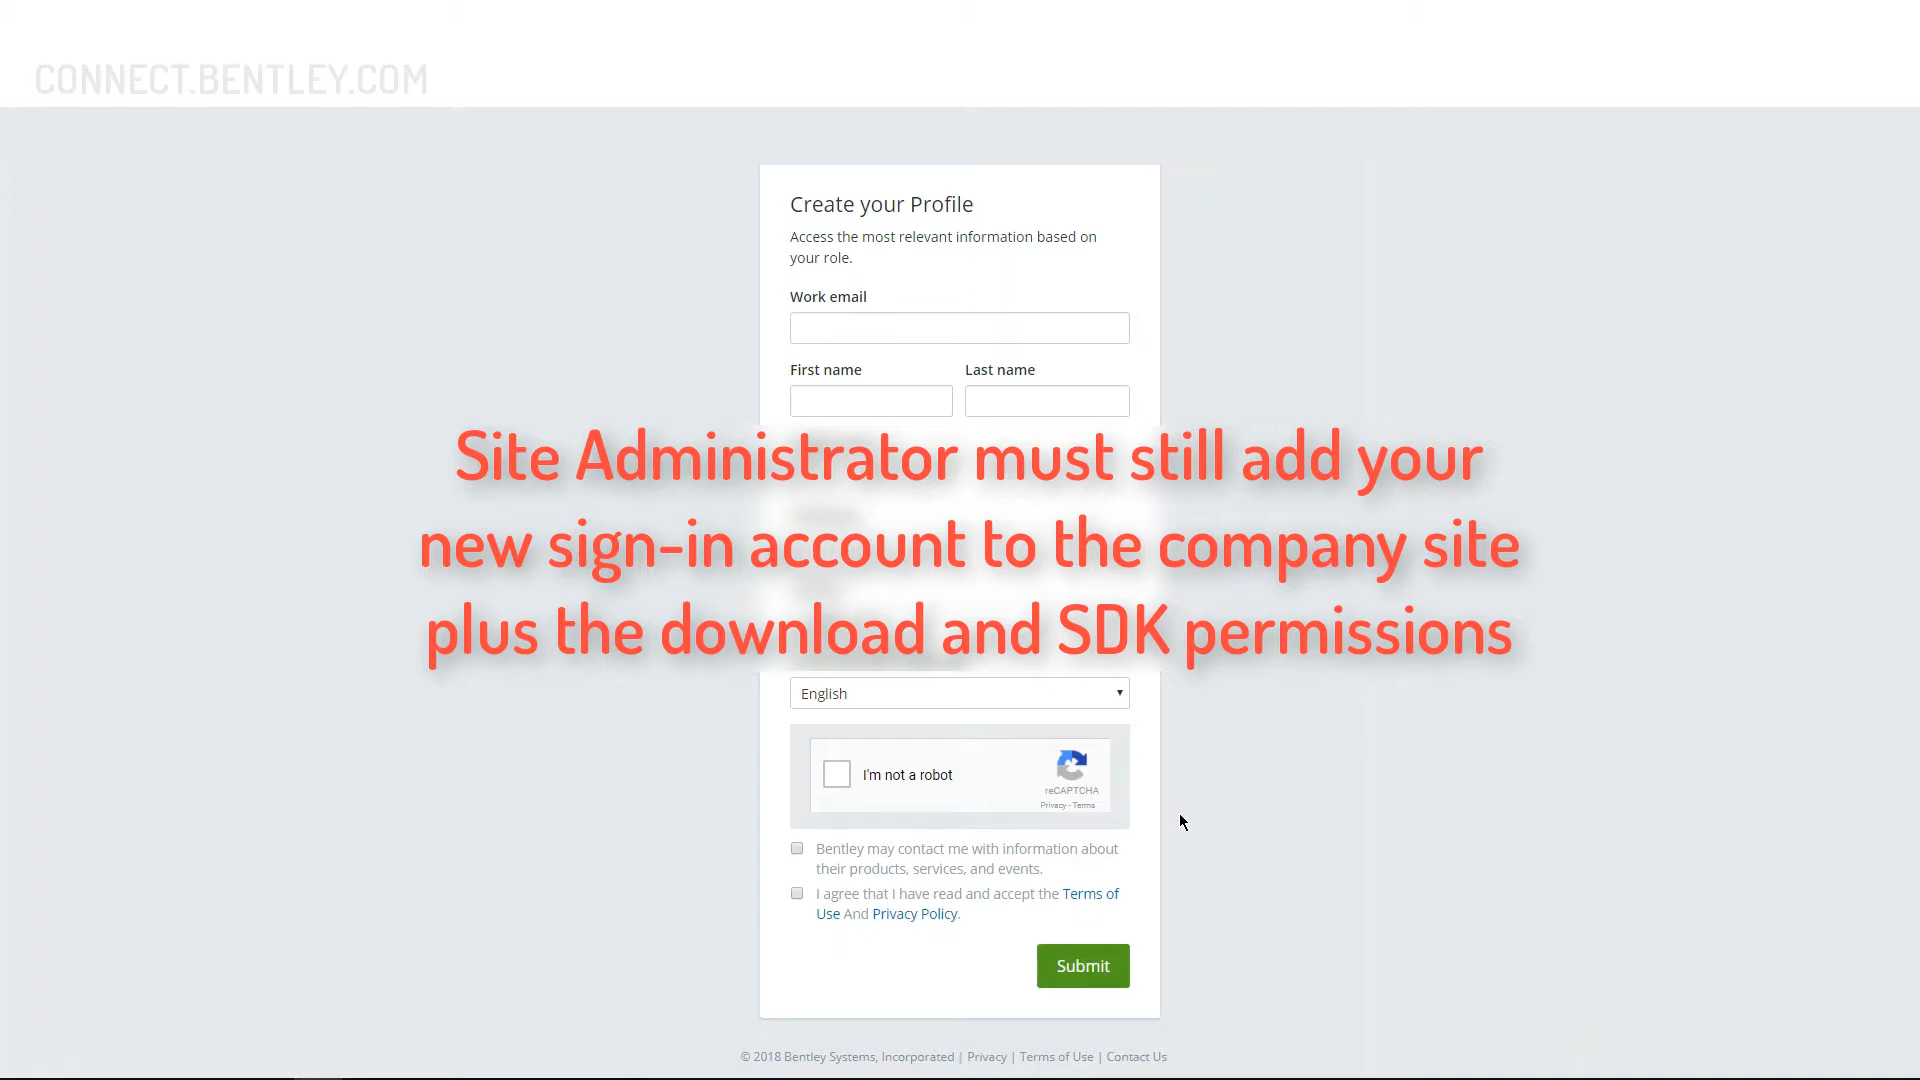 CONNECT.BENTLEY.COM
Create your Profile
Access the most relevant information based on
your role.
Work email
First name
Last name
Site Administrator must still add your
new sign-in account to the company site
plus the download and SDK permissions
English
I'm not a robot
reCAPTCHA
Privacy - Terms
Bentley may contact me with information about
their products, services, and events.
I agree that I have read and accept the Terms of
Use And Privacy Policy.
Submit
© 2018 Bentley Systems, Incorporated | Privacy | Terms of Use | Contact Us